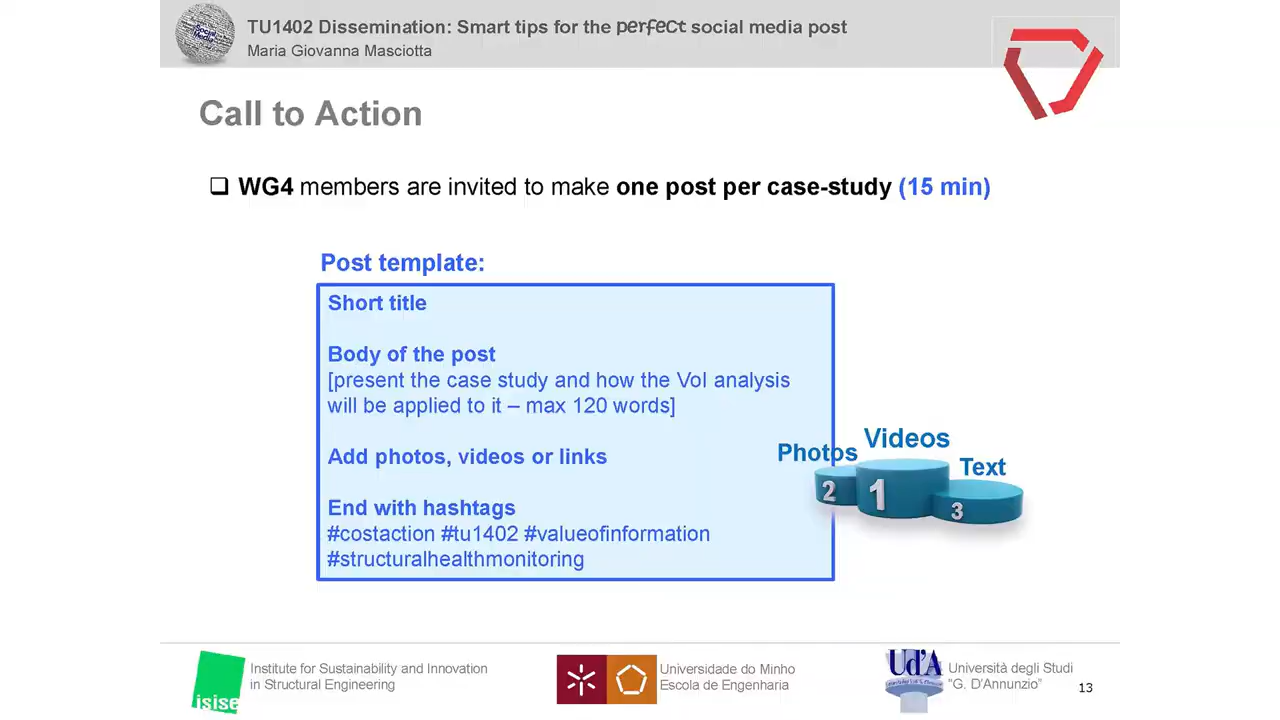 TU1402 Dissemination: Smart tips for the perfect social media post
Maria Giovanna Masciotta
Call to Action
WG4 members are invited to make one post per case-study (15 min)
Post template:
Short title
Body of the post
[present the case study and how the VoI analysis
will be applied to it – max 120 words]
Add photos, videos or links
End with hashtags
#costaction #tu1402 #valueofinformation
#structuralhealthmonitoring
Videos
Photos
Text
2
1
3
isise
Institute for Sustainability and Innovation
in Structural Engineering
Universidade do Minho
Escola de Engenharia
Ud'A
Università degli Studi
"G. D'Annunzio"
13
Social
Media